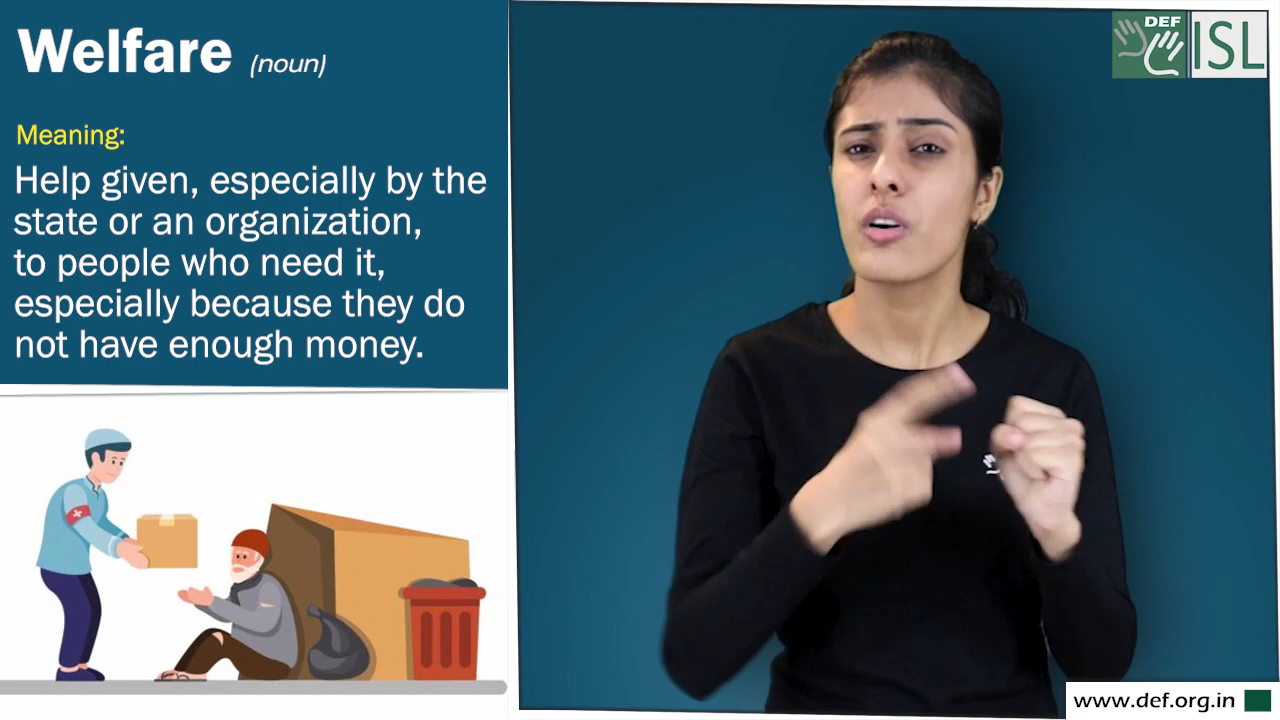 Welfare (noun)
Meaning:
Help given, especially by the
state or an organization,
to people who need it,
especially because they do
not have enough money.
DEF
ISL
www.def.org.in